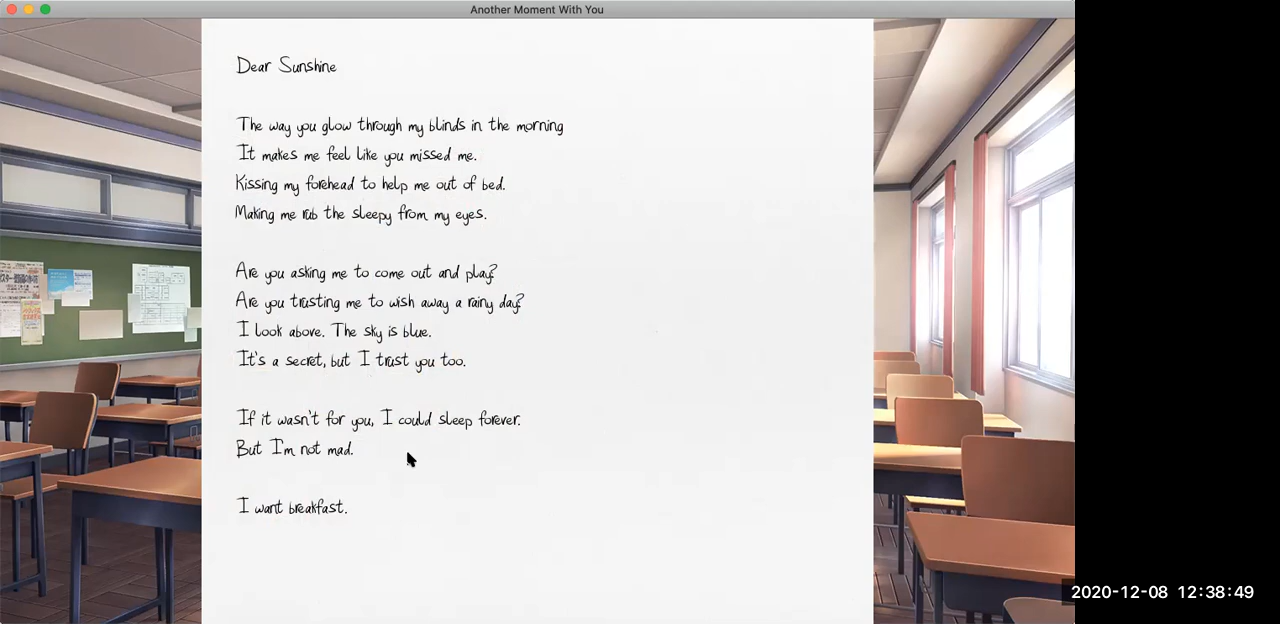 Another Moment With You
Dear Sunshine
The way you glow through my blinds in the morning
It makes me feel like you missed me.
Kissing my forehead to help me out of bed.
Making me rub the sleepy from my eyes.
Are you asking me to come out and play?
Are you trusting me to wish away a rainy day?
I look above. The sky is blue.
It's a secret, but I trust you too.
If it wasn't for you, I could sleep forever.
But I'm not mad.
I want breakfast.
2020-12-08 12:38:49